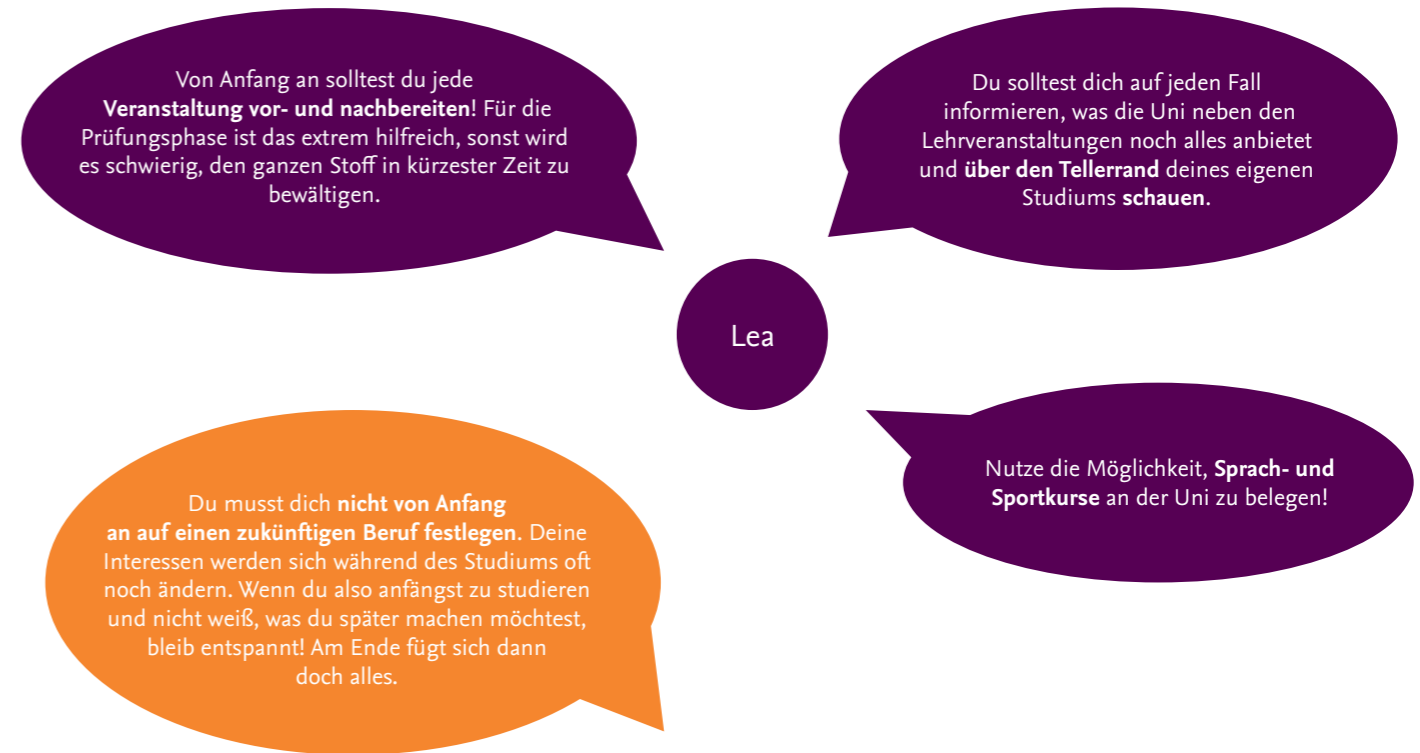 Von Anfang an solltest du jede
Veranstaltung vor- und nachbereiten! Für die
Prüfungsphase ist das extrem hilfreich, sonst wird
es schwierig, den ganzen Stoff in kürzester Zeit zu
bewältigen.
Du solltest dich auf jeden Fall
informieren, was die Uni neben den
Lehrveranstaltungen noch alles anbietet
und über den Tellerrand deines eigenen
Studiums schauen.
Lea
Nutze die Möglichkeit, Sprach- und
Sportkurse an der Uni zu belegen!
Du musst dich nicht von Anfang
an auf einen zukünftigen Beruf festlegen. Deine
Interessen werden sich während des Studiums oft
noch ändern. Wenn du also anfängst zu studieren
und nicht weiß, was du später machen möchtest,
bleib entspannt! Am Ende fügt sich dann
doch alles.